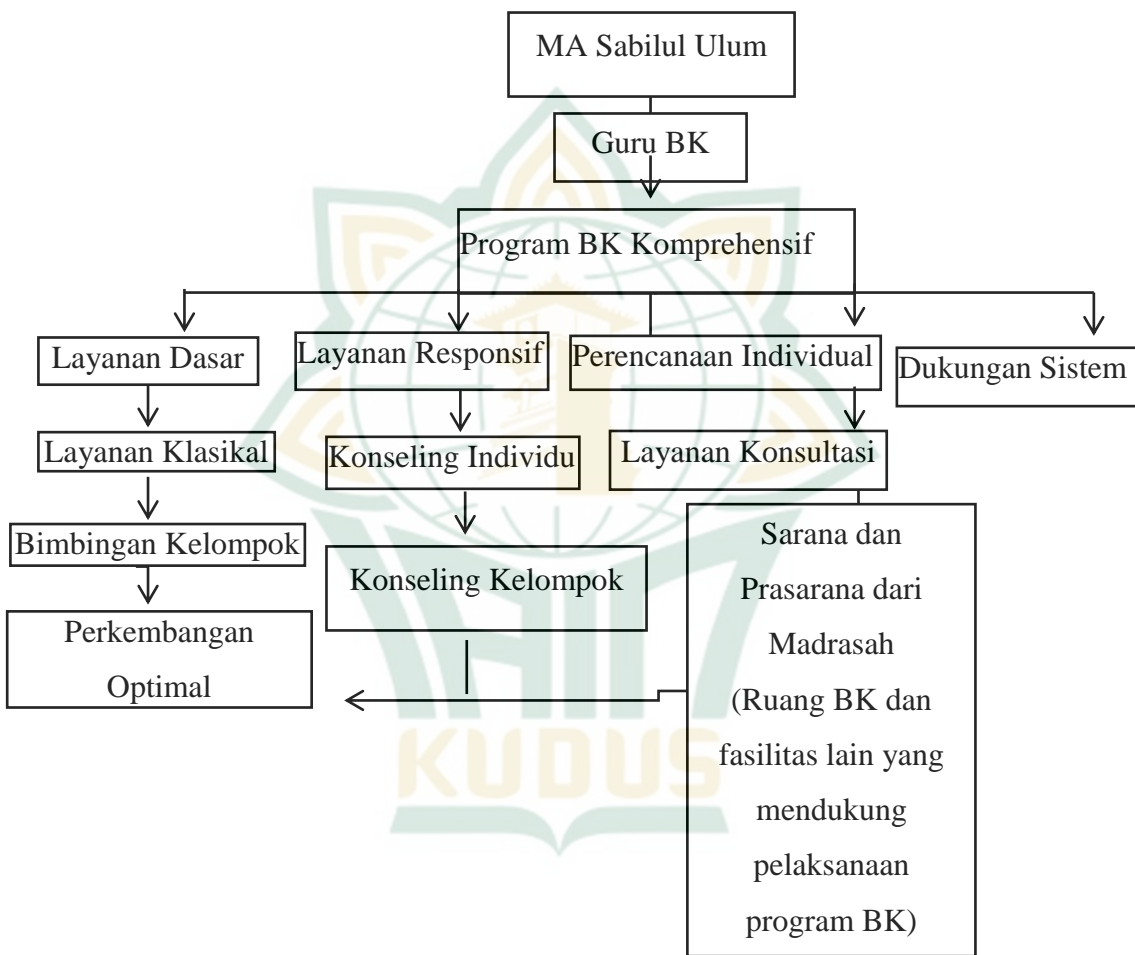 MA Sabilul Ulum
Guru BK
Program BK Komprehensif
Layanan Dasar
Layanan Responsif
Perencanaan Individual
Dukungan Sistem
Layanan Klasikal
Konseling Individu
Layanan Konsultasi
Bimbingan Kelompok
Konseling Kelompok
Perkembangan
Optimal
Sarana dan
Prasarana dari
Madrasah
(Ruang BK dan
fasilitas lain yang
mendukung
pelaksanaan
program BK)
IAIN
KUDUS